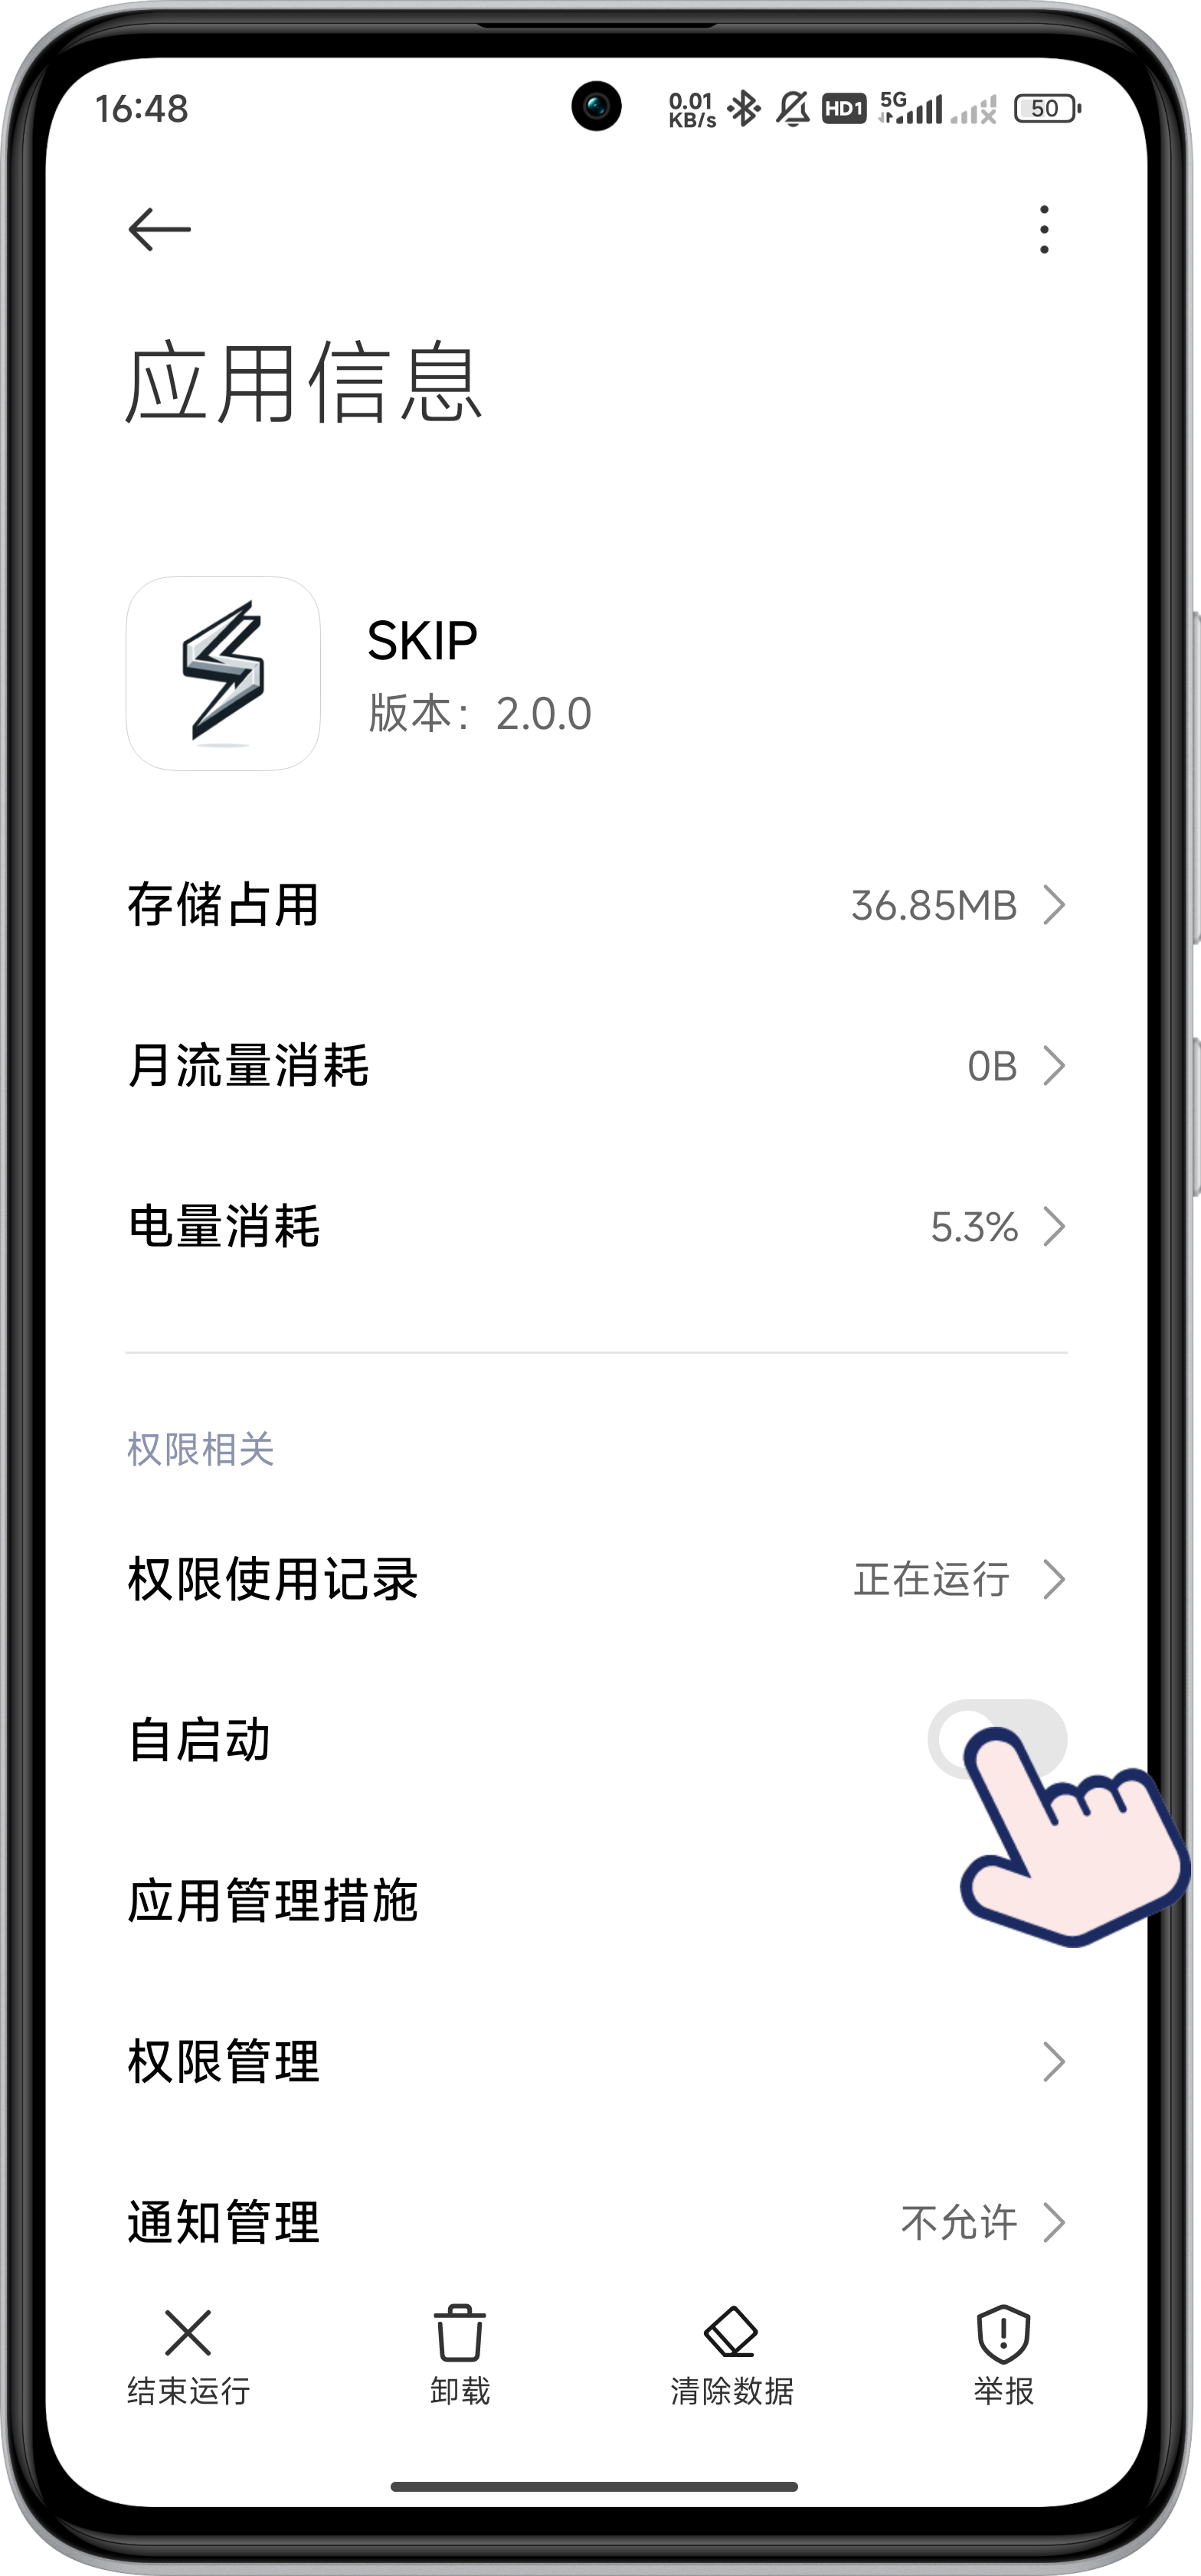 16:48
0.01 KB/s HD1 5G 50
应用信息
SKIP
版本：2.0.0
存储占用 36.85MB
月流量消耗 0B
电量消耗 5.3%
权限相关
权限使用记录 正在运行
自启动
应用管理措施
权限管理
通知管理 不允许
结束运行 卸载 清除数据 举报